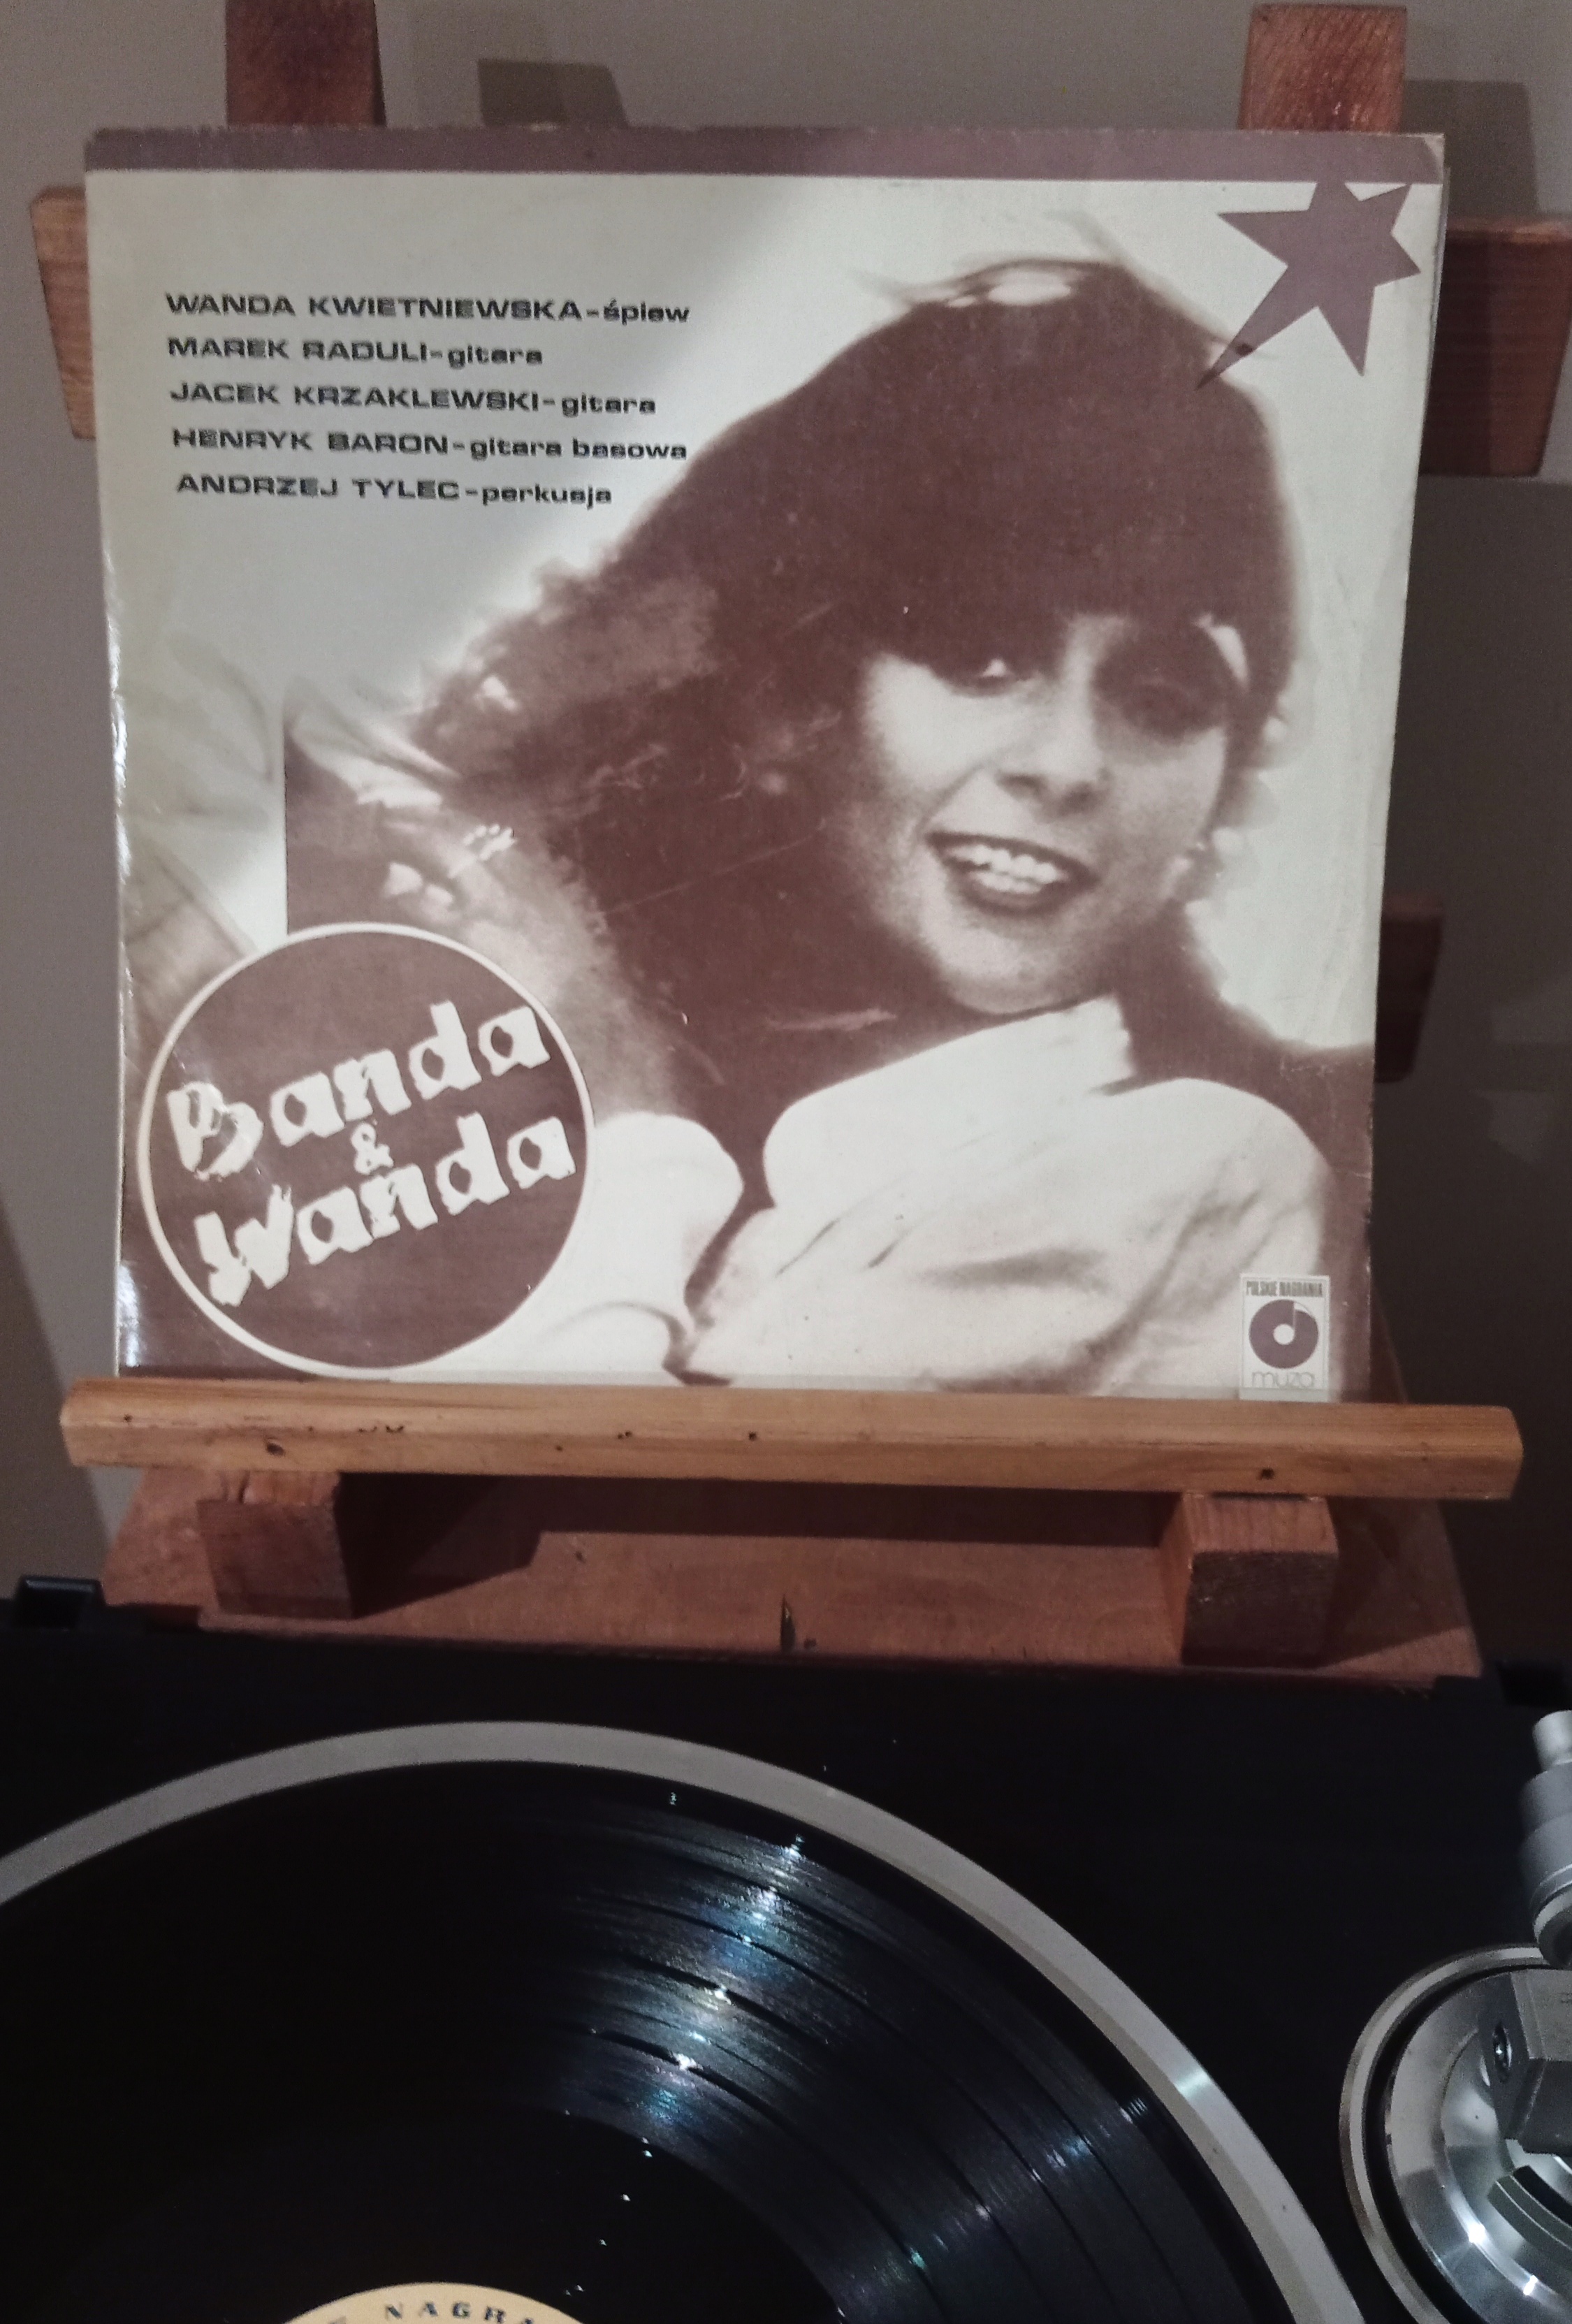 WANDA KWIETNIEWSKA-śpiew
MAREK RADULI-gitara
JACEK KRZAKLEWSKI-gitara
HENRYK BARON-gitara basowa
ANDRZEJ TYLEC-perkusja
Banda
&
Wanda
POLSKIE NAGRANIA
muza
NAGRA